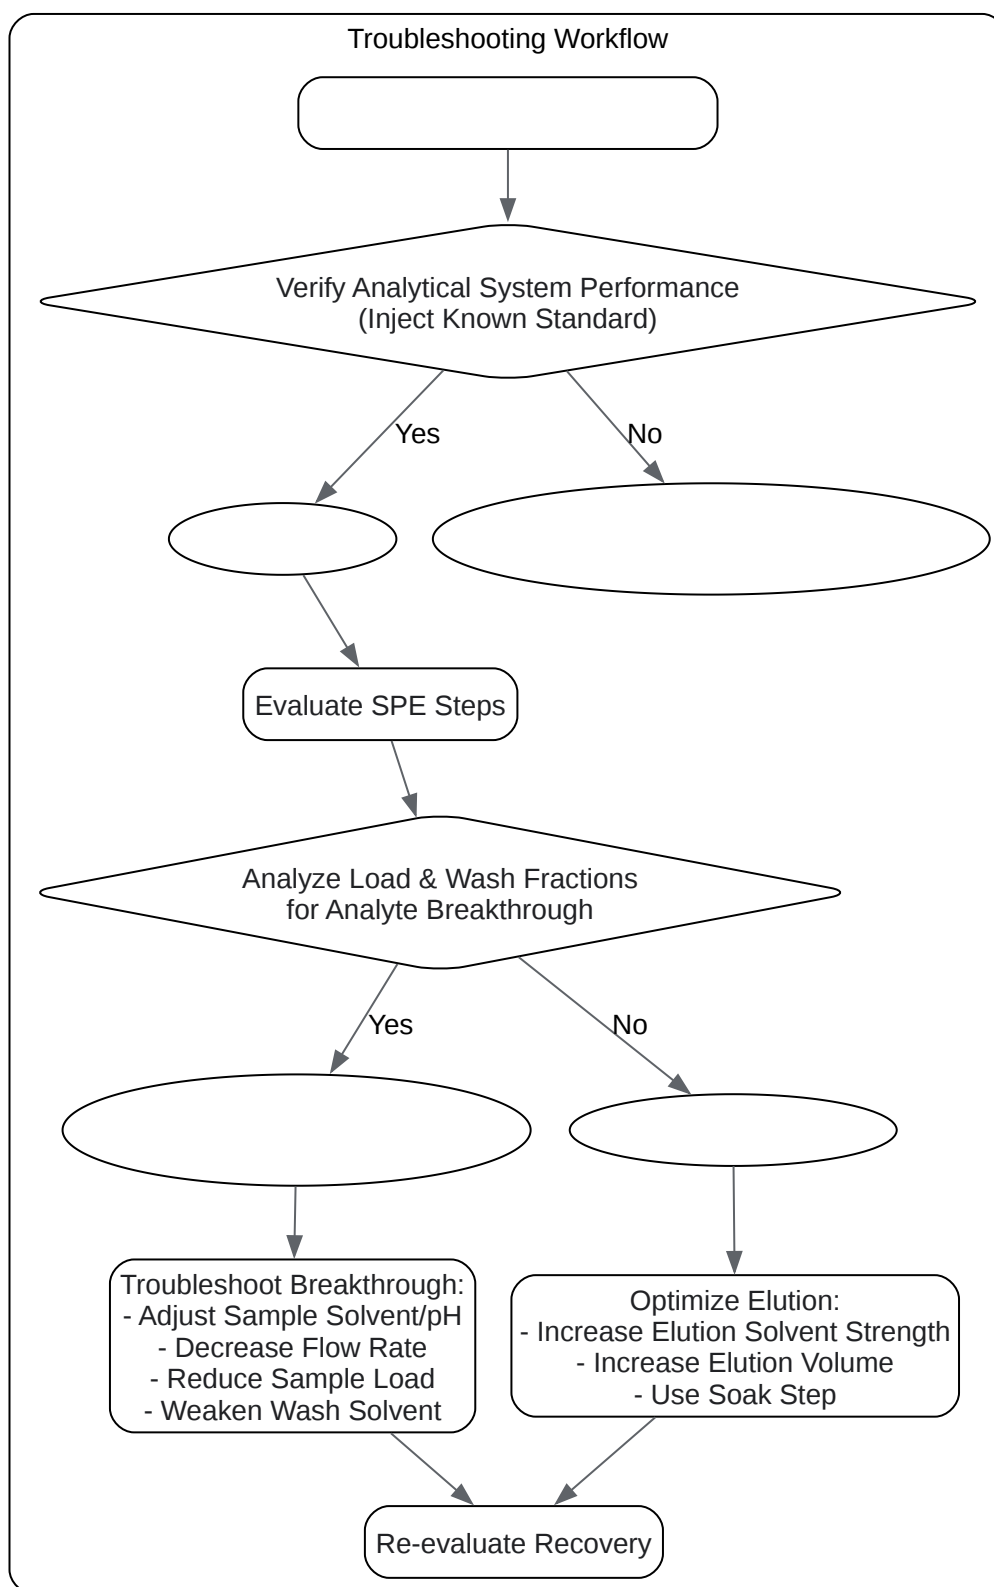 Troubleshooting Workflow
Verify Analytical System Performance
(Inject Known Standard)
Yes
No
Evaluate SPE Steps
Analyze Load & Wash Fractions
for Analyte Breakthrough
Yes
No
Troubleshoot Breakthrough:
- Adjust Sample Solvent/pH
- Decrease Flow Rate
- Reduce Sample Load
- Weaken Wash Solvent
Optimize Elution:
- Increase Elution Solvent Strength
- Increase Elution Volume
- Use Soak Step
Re-evaluate Recovery